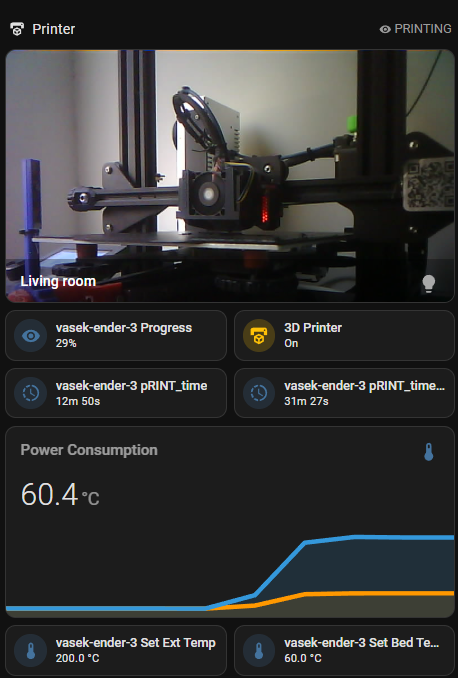 Printer
PRINTING
Living room
vasek-ender-3 Progress
29%
3D Printer
On
vasek-ender-3 pRINT_time
12m 50s
vasek-ender-3 pRINT_time...
31m 27s
Power Consumption
60.4 °C
vasek-ender-3 Set Ext Temp
200.0 °C
vasek-ender-3 Set Bed Te...
60.0 °C